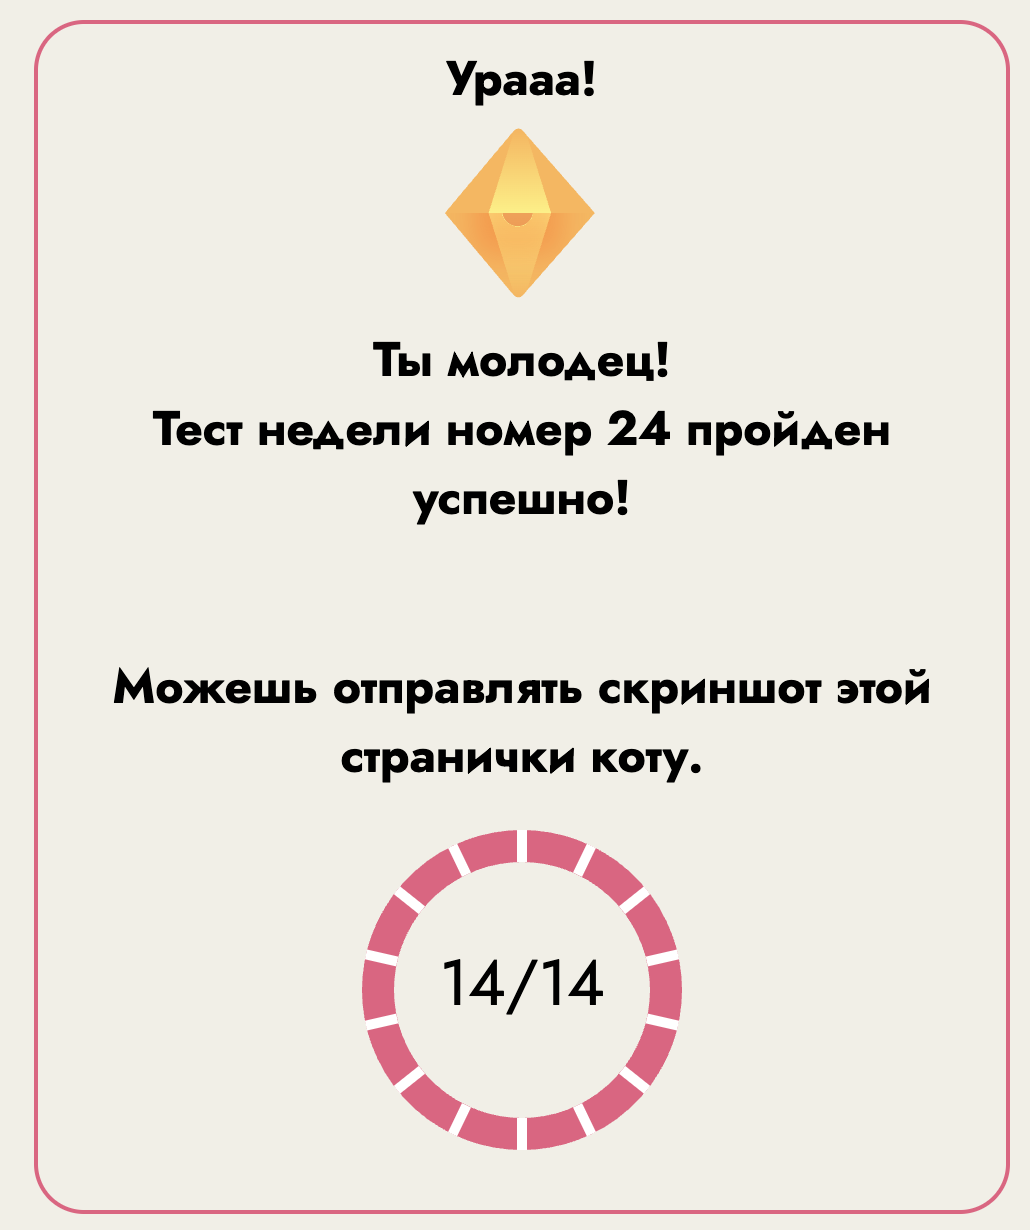 Урааа!
Ты молодец!
Тест недели номер 24 пройден
успешно!
Можешь отправлять скриншот этой
странички коту.
14/14